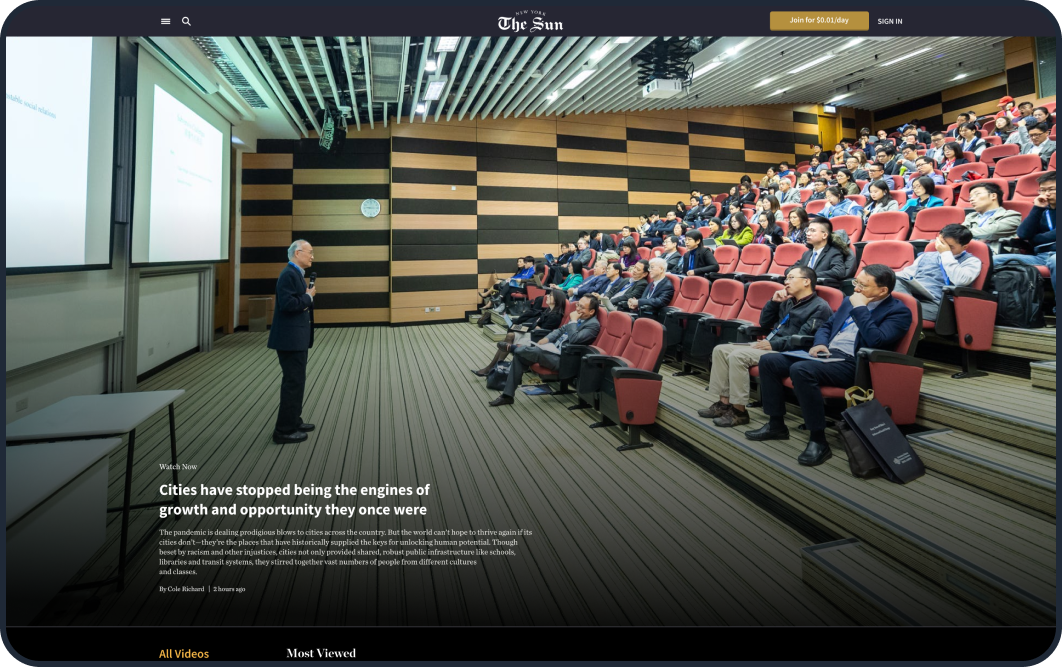 NEW YORK
The Sun
Join for $0.01/day
SIGN IN
Watch Now
Cities have stopped being the engines of
growth and opportunity they once were
The pandemic is dealing prodigious blows to cities across the country. But the world can't hope to thrive again if its
cities don't—they're the places that have historically supplied the keys for unlocking human potential. Though
beset by racism and other injustices, cities not only provided shared, robust public infrastructure like schools,
libraries and transit systems, they stirred together vast numbers of people from different cultures
and classes.
By Cole Richard | 2 hours ago
All Videos
Most Viewed